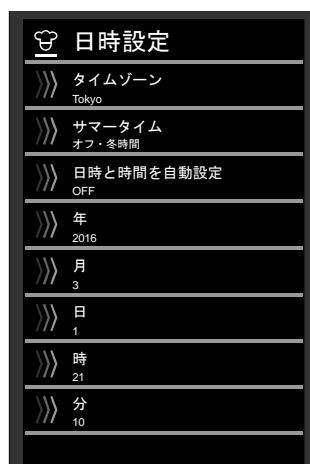 日時設定
タイムゾーン
Tokyo
サマータイム
オフ・冬時間
日時と時間を自動設定
OFF
年
2016
月
3
日
1
時
21
分
10